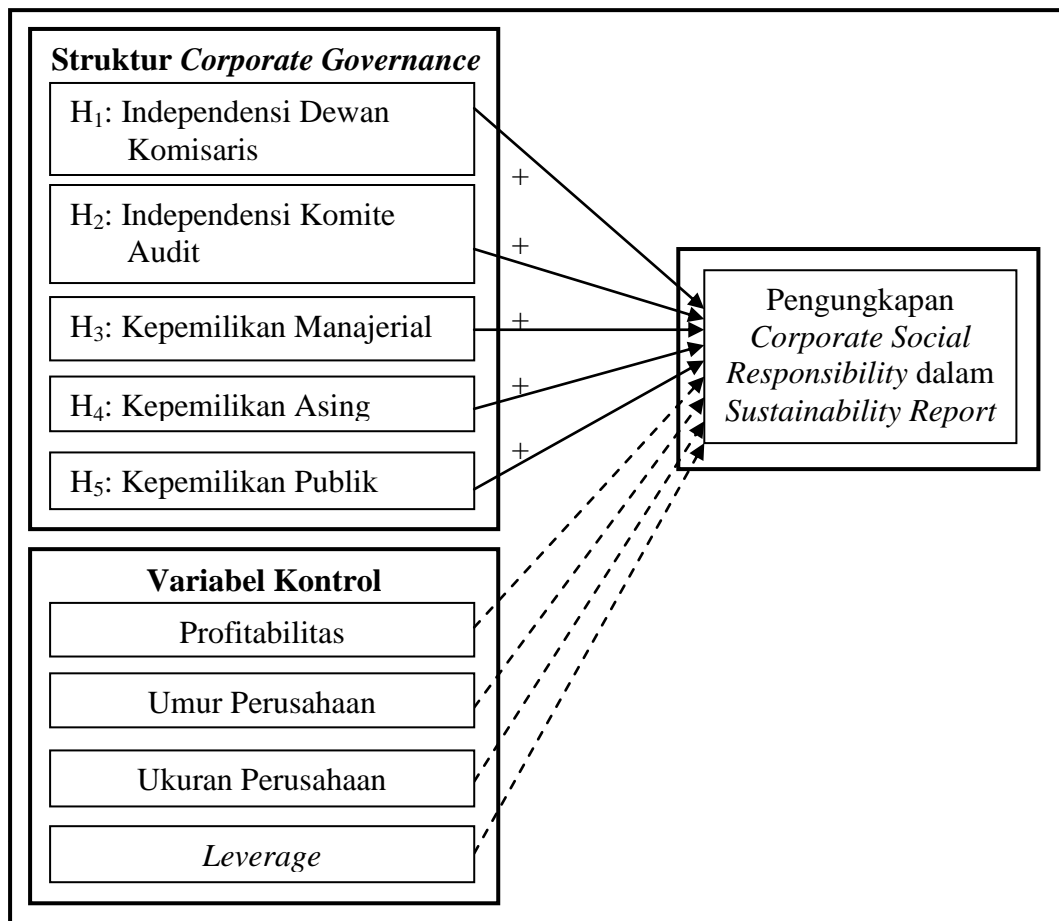 Struktur Corporate Governance
H₁: Independensi Dewan
Komisaris
H₂: Independensi Komite
Audit
H₃: Kepemilikan Manajerial
H₄: Kepemilikan Asing
H₅: Kepemilikan Publik
+
+
+
+
+
Pengungkapan
Corporate Social
Responsibility dalam
Sustainability Report
Variabel Kontrol
Profitabilitas
Umur Perusahaan
Ukuran Perusahaan
Leverage